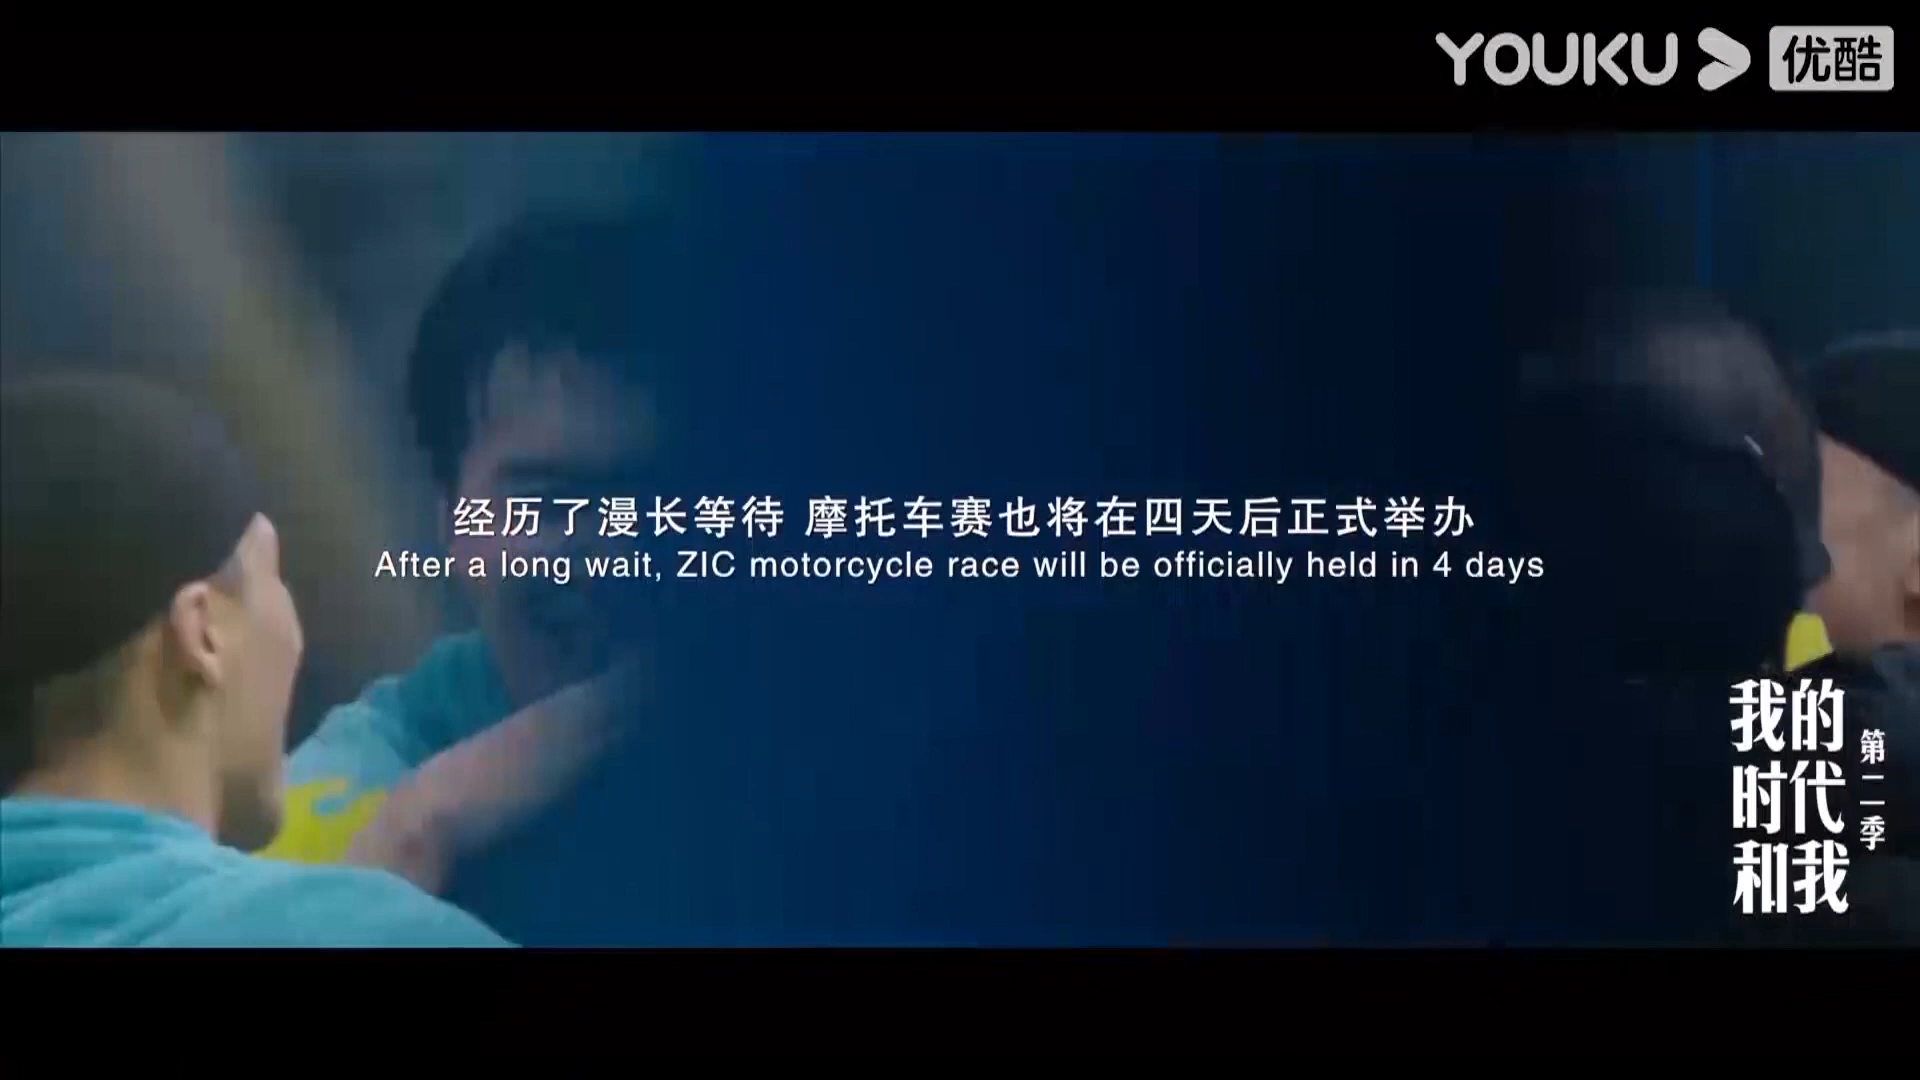 YOUKU 优酷
经历了漫长等待 摩托车赛也将在四天后正式举办
After a long wait, ZIC motorcycle race will be officially held in 4 days
我的
时代
和我
第二季